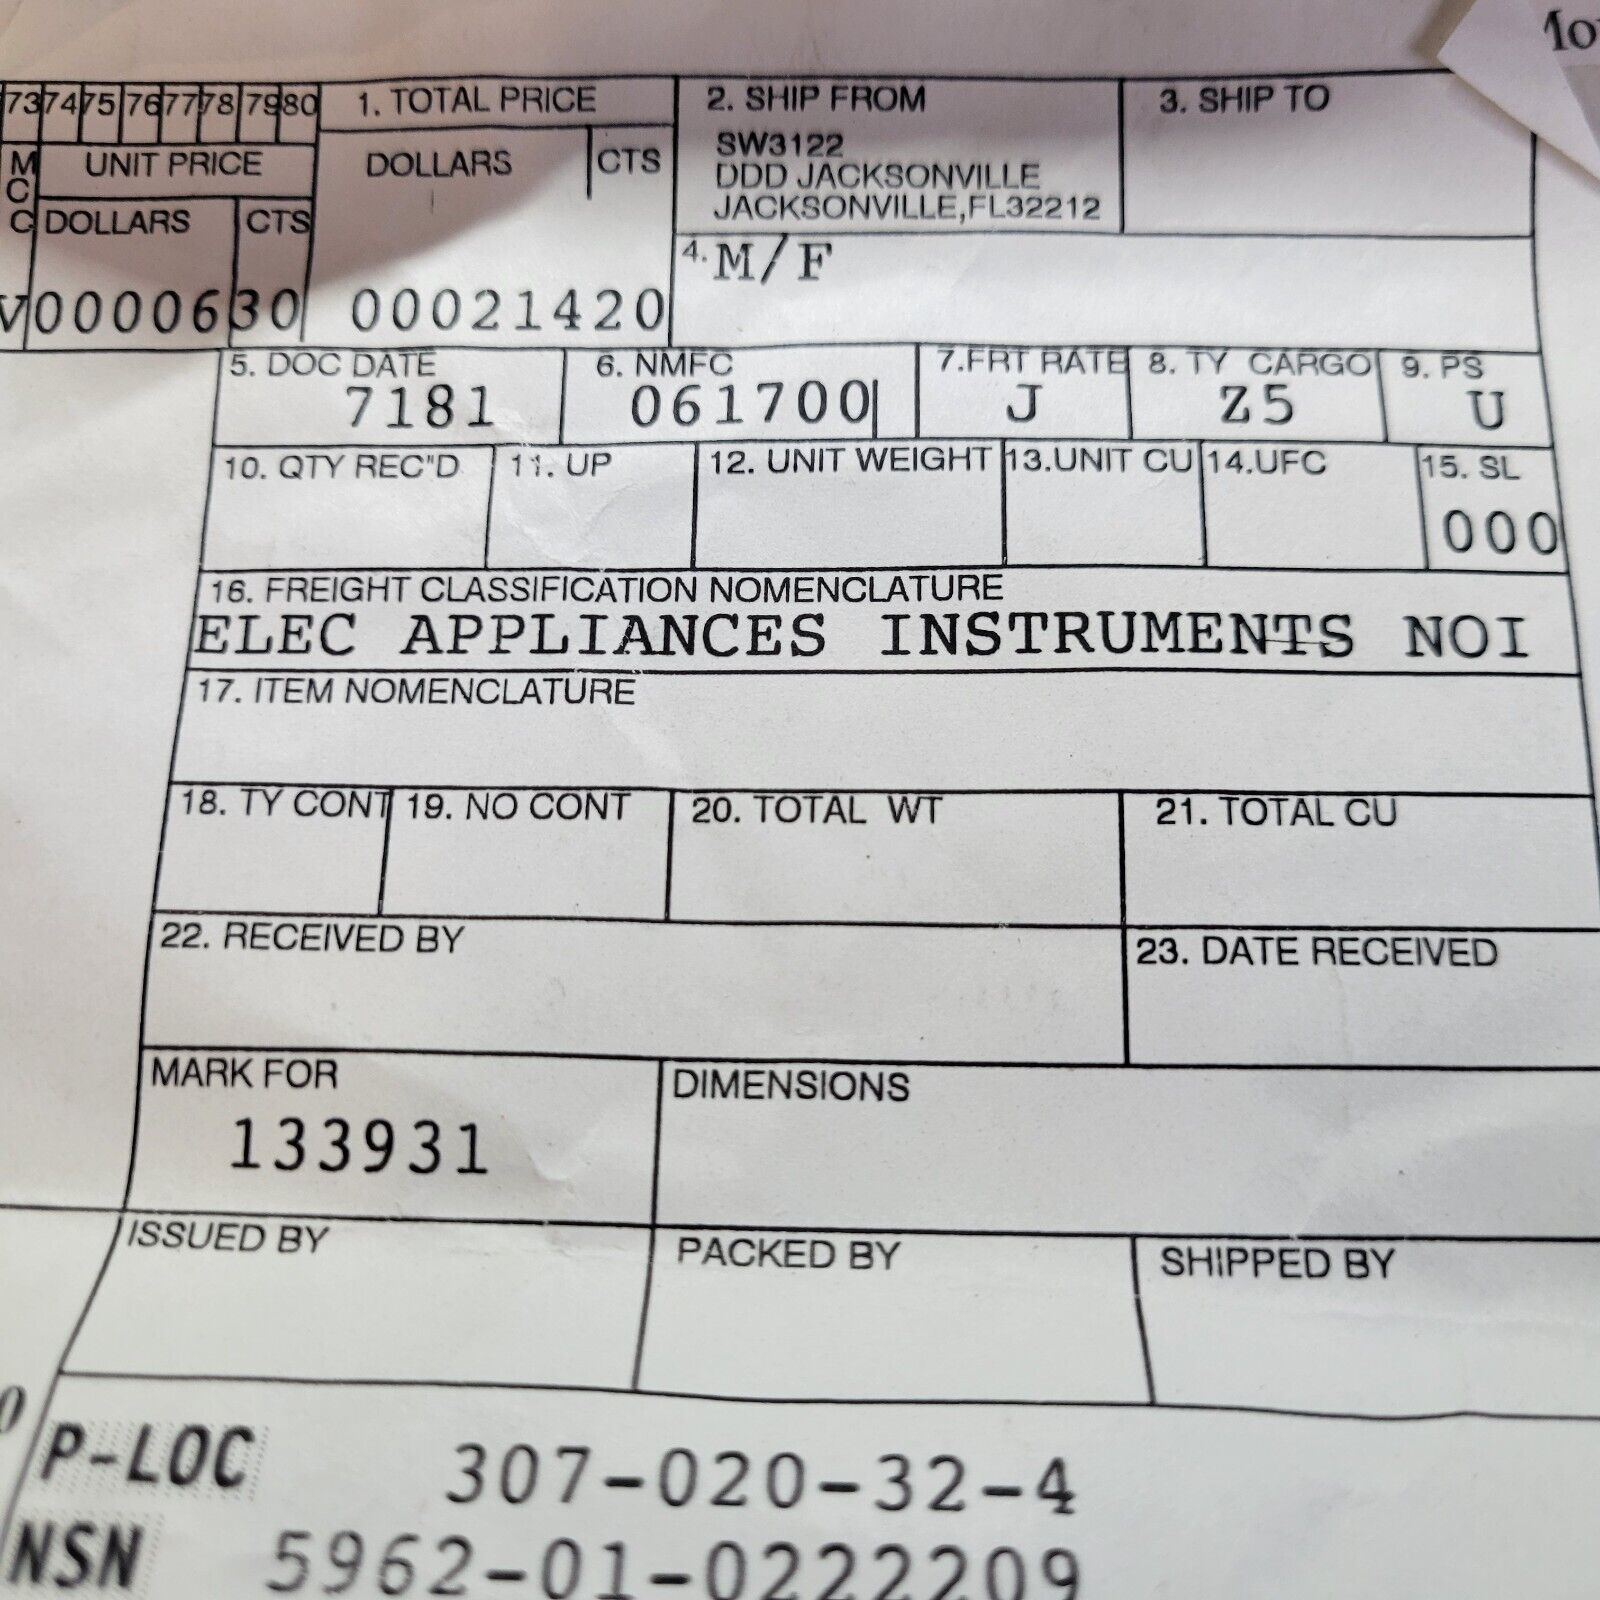 73 74 75 76 77 78 79 80
1. TOTAL PRICE
2. SHIP FROM
3. SHIP TO
MCC
UNIT PRICE
DOLLARS
CTS
SW3122
DDD JACKSONVILLE
JACKSONVILLE,FL32212
DOLLARS
CTS
4. M/F
V 00006 30
00021420
5. DOC DATE
6. NMFC
7.FRT RATE
8. TY CARGO
9. PS
7181
061700
J
Z5
U
10. QTY REC"D
11. UP
12. UNIT WEIGHT
13.UNIT CU
14.UFC
15. SL
000
16. FREIGHT CLASSIFICATION NOMENCLATURE
ELEC APPLIANCES INSTRUMENTS NOI
17. ITEM NOMENCLATURE
18. TY CONT
19. NO CONT
20. TOTAL WT
21. TOTAL CU
22. RECEIVED BY
23. DATE RECEIVED
MARK FOR
DIMENSIONS
133931
ISSUED BY
PACKED BY
SHIPPED BY
P-LOC 307-020-32-4
NSN 5962-01-0222209